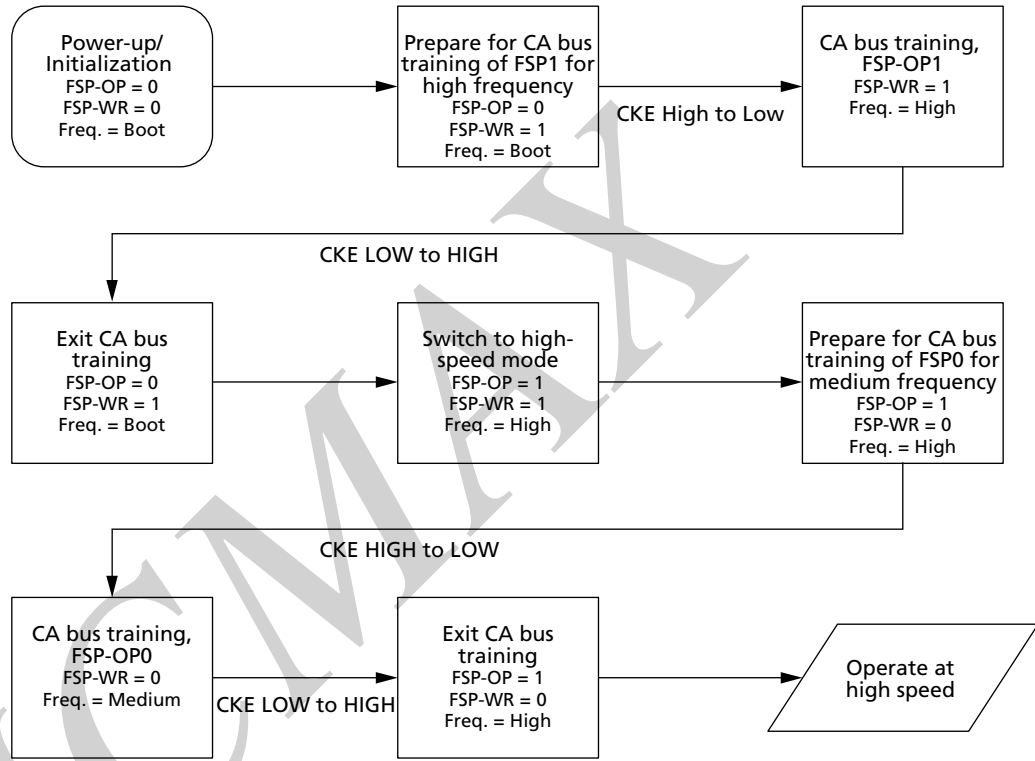 Power-up/
Initialization
FSP-OP = 0
FSP-WR = 0
Freq. = Boot
Prepare for CA bus
training of FSP1 for
high frequency
FSP-OP = 0
FSP-WR = 1
Freq. = Boot
CKE High to Low
CA bus training,
FSP-OP1
FSP-WR = 1
Freq. = High
CKE LOW to HIGH
Exit CA bus
training
FSP-OP = 0
FSP-WR = 1
Freq. = Boot
Switch to high-
speed mode
FSP-OP = 1
FSP-WR = 1
Freq. = High
Prepare for CA bus
training of FSP0 for
medium frequency
FSP-OP = 1
FSP-WR = 0
Freq. = High
CKE HIGH to LOW
CA bus training,
FSP-OP0
FSP-WR = 0
Freq. = Medium
CKE LOW to HIGH
Exit CA bus
training
FSP-OP = 1
FSP-WR = 0
Freq. = High
Operate at
high speed
ICMAX